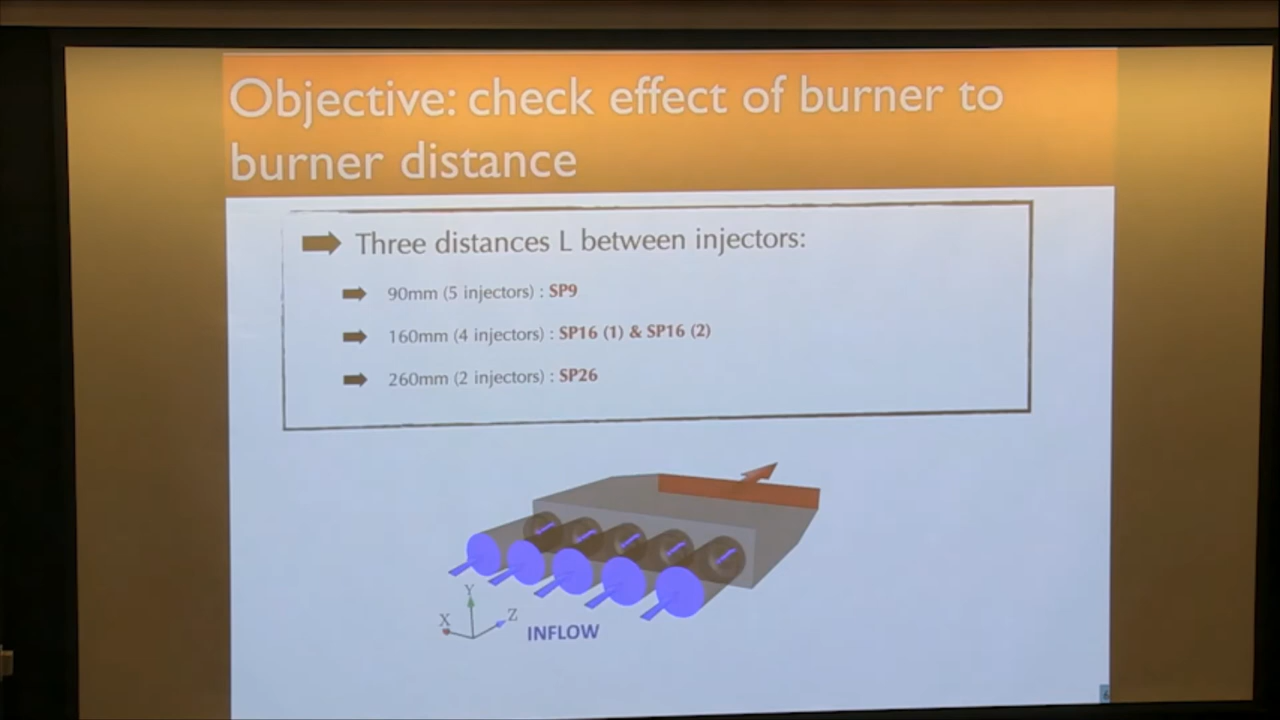 Objective: check effect of burner to
burner distance
Three distances L between injectors:
90mm (5 injectors) : SP9
160mm (4 injectors) : SP16 (1) & SP16 (2)
260mm (2 injectors) : SP26
Y
X
Z
INFLOW